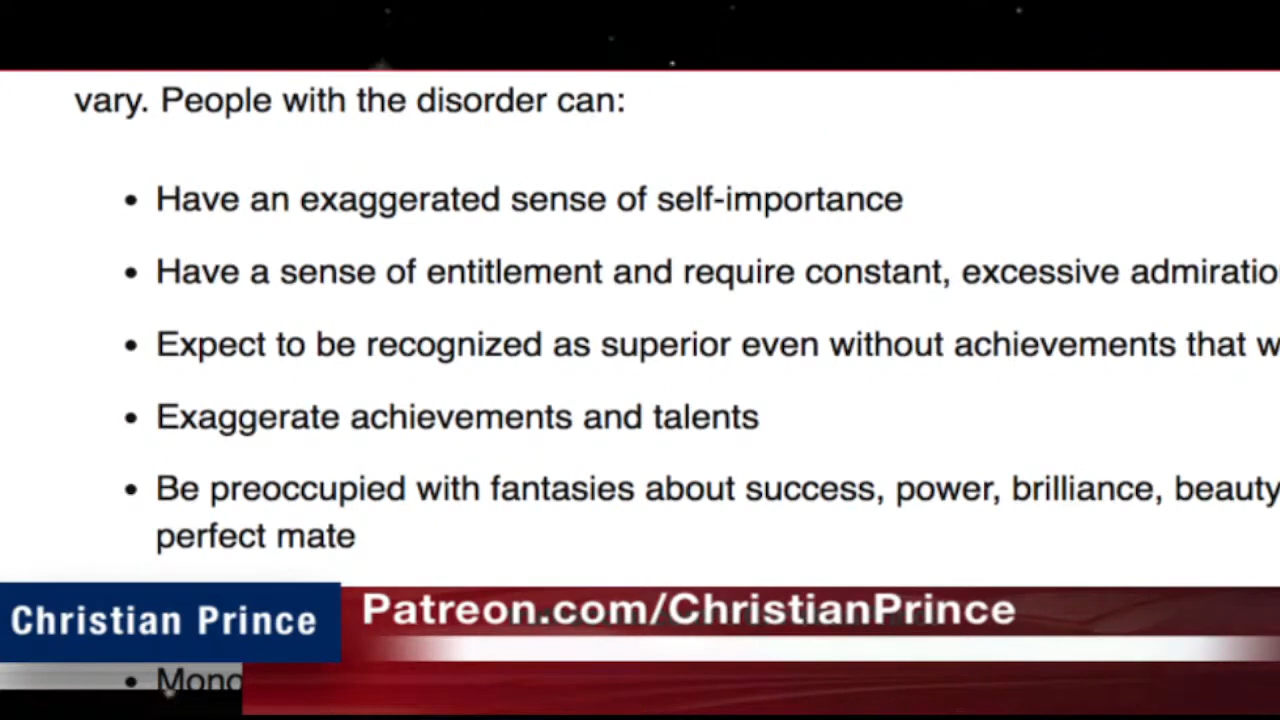 vary. People with the disorder can:
• Have an exaggerated sense of self-importance
• Have a sense of entitlement and require constant, excessive admiratio
• Expect to be recognized as superior even without achievements that w
• Exaggerate achievements and talents
• Be preoccupied with fantasies about success, power, brilliance, beauty
perfect mate
Christian Prince
Patreon.com/ChristianPrince
• Mono